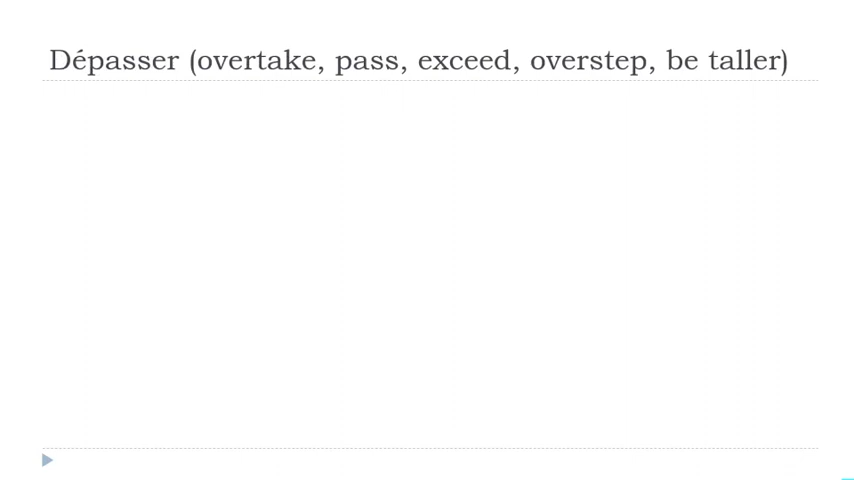 Dépasser (overtake, pass, exceed, overstep, be taller)